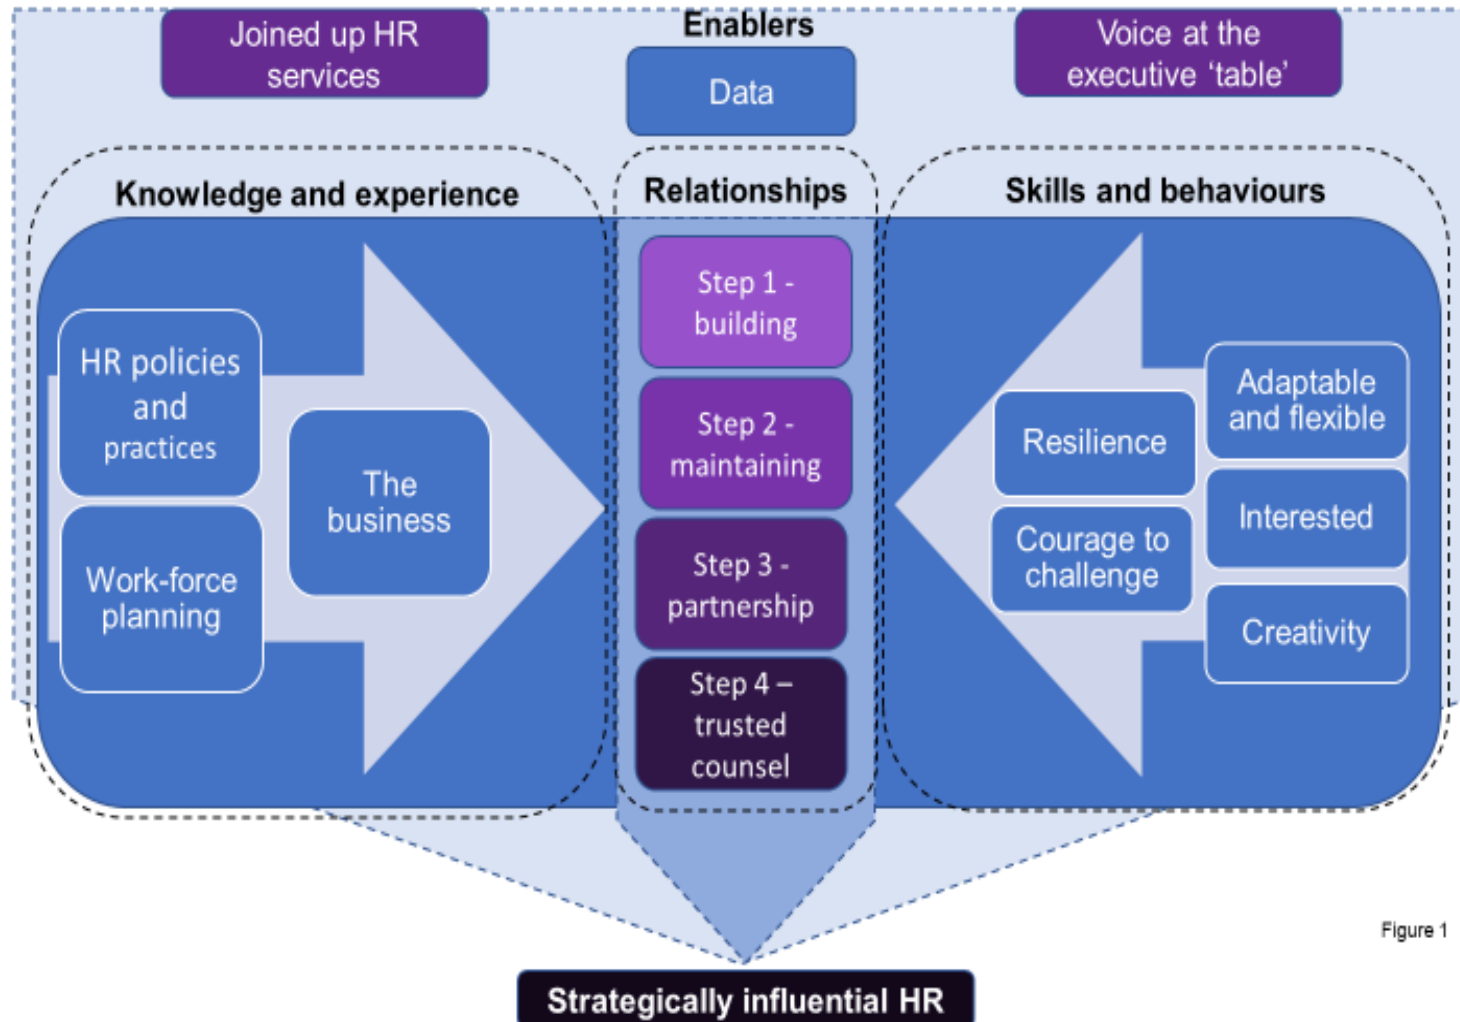 Enablers
Joined up HR
services
Data
Voice at the
executive ‘table’
Knowledge and experience
HR policies
and
practices
Work-force
planning
The
business
Relationships
Step 1 -
building
Step 2 -
maintaining
Step 3 -
partnership
Step 4 –
trusted
counsel
Skills and behaviours
Resilience
Courage to
challenge
Adaptable
and flexible
Interested
Creativity
Figure 1
Strategically influential HR